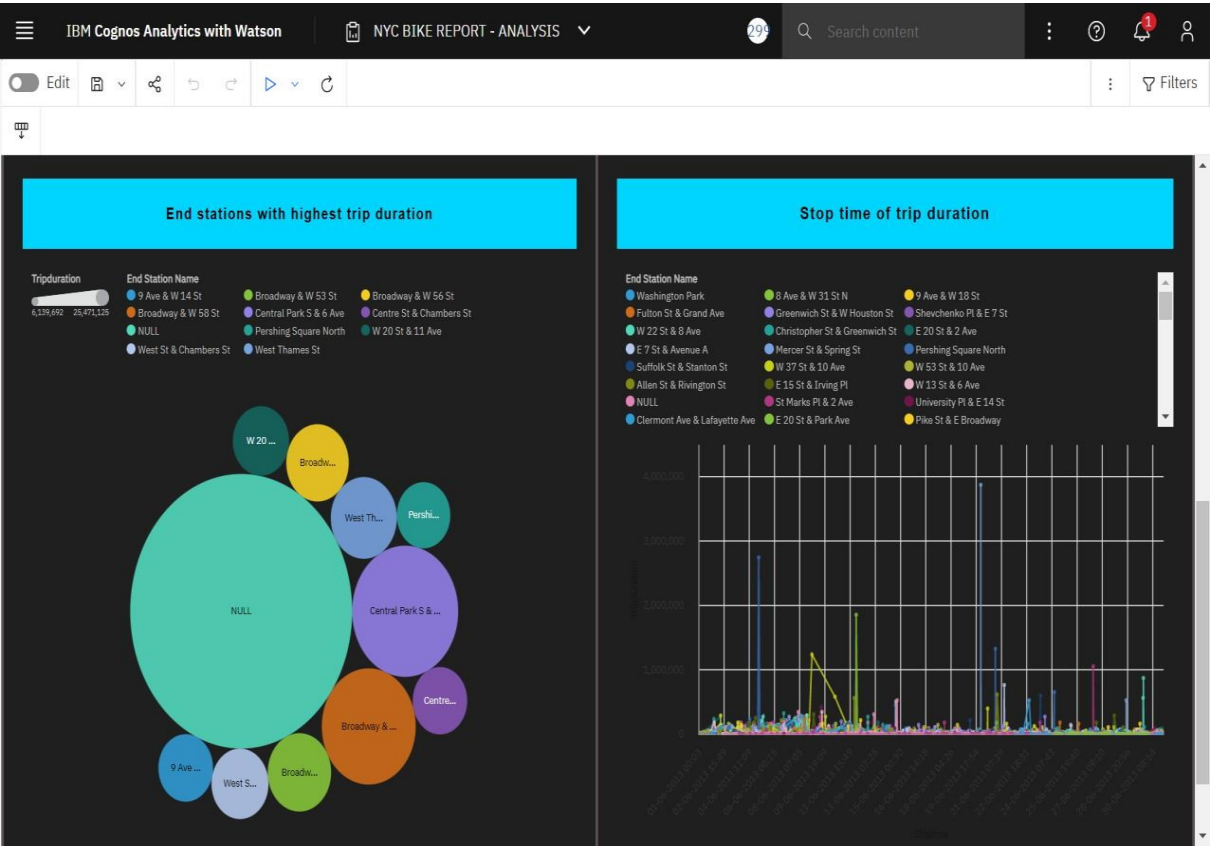 IBM Cognos Analytics with Watson
NYC BIKE REPORT - ANALYSIS
299
Search content
1
Edit
Filters
End stations with highest trip duration
Tripduration
6,139,692 25,471,125
End Station Name
9 Ave & W 14 St Broadway & W 53 St Broadway & W 56 St
Broadway & W 58 St Central Park S & 6 Ave Centre St & Chambers St
NULL Pershing Square North W 20 St & 11 Ave
West St & Chambers St West Thames St
W 20 ...
Broadw...
West Th...
Pershi...
NULL
Central Park S & ...
Centre...
Broadway & ...
9 Ave ...
West S...
Broadw...
Stop time of trip duration
End Station Name
Washington Park 8 Ave & W 31 St N 9 Ave & W 18 St
Fulton St & Grand Ave Greenwich St & W Houston St Shevchenko Pl & E 7 St
W 22 St & 8 Ave Christopher St & Greenwich St E 20 St & 2 Ave
E 7 St & Avenue A Mercer St & Spring St Pershing Square North
Suffolk St & Stanton St W 37 St & 10 Ave W 53 St & 10 Ave
Allen St & Rivington St E 15 St & Irving Pl W 13 St & 6 Ave
NULL St Marks Pl & 2 Ave University Pl & E 14 St
Clermont Ave & Lafayette Ave E 20 St & Park Ave Pike St & E Broadway
4,000,000
3,000,000
2,000,000
1,000,000
0